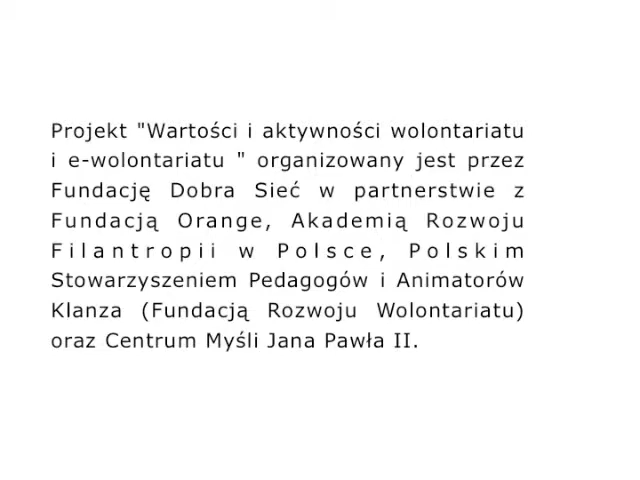 Projekt "Wartości i aktywności wolontariatu
i e-wolontariatu " organizowany jest przez
Fundację Dobra Sieć w partnerstwie z
Fundacją Orange, Akademią Rozwoju
Filantropii w Polsce, Polskim
Stowarzyszeniem Pedagogów i Animatorów
Klanza (Fundacją Rozwoju Wolontariatu)
oraz Centrum Myśli Jana Pawła II.